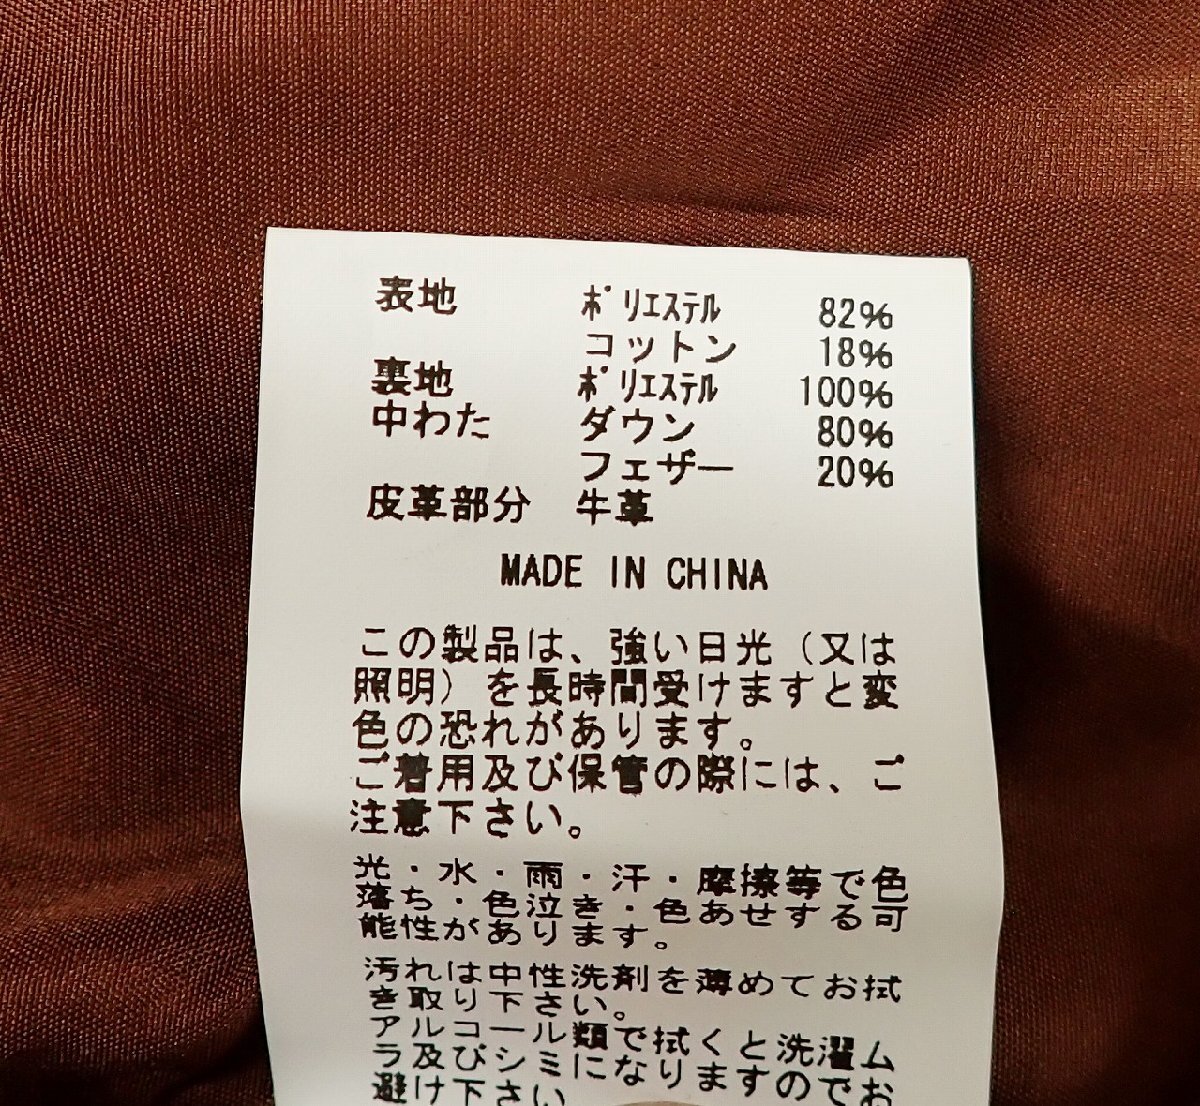 表地 ポリエステル 82%
コットン 18%
裏地 ポリエステル 100%
中わた ダウン 80%
フェザー 20%
皮革部分 牛革
MADE IN CHINA
この製品は、強い日光（又は
照明）を長時間受けますと変
色の恐れがあります。
ご着用及び保管の際には、ご
注意下さい。
光・水・雨・汗・摩擦等で色
落ち・色泣き・色あせする可
能性があります。
汚れは中性洗剤を薄めてお拭
き取り下さい。
アルコール類で拭くと洗濯ム
ラ及びシミになりますのでお
避け下さい